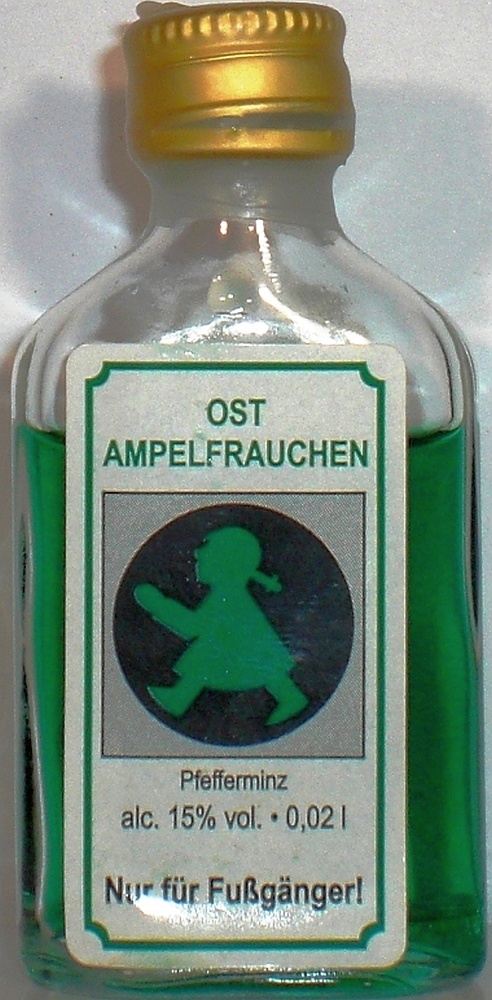 OST
AMPELFRAUCHEN
Pfefferminz
alc. 15% vol. • 0,02 l
Nur für Fußgänger!